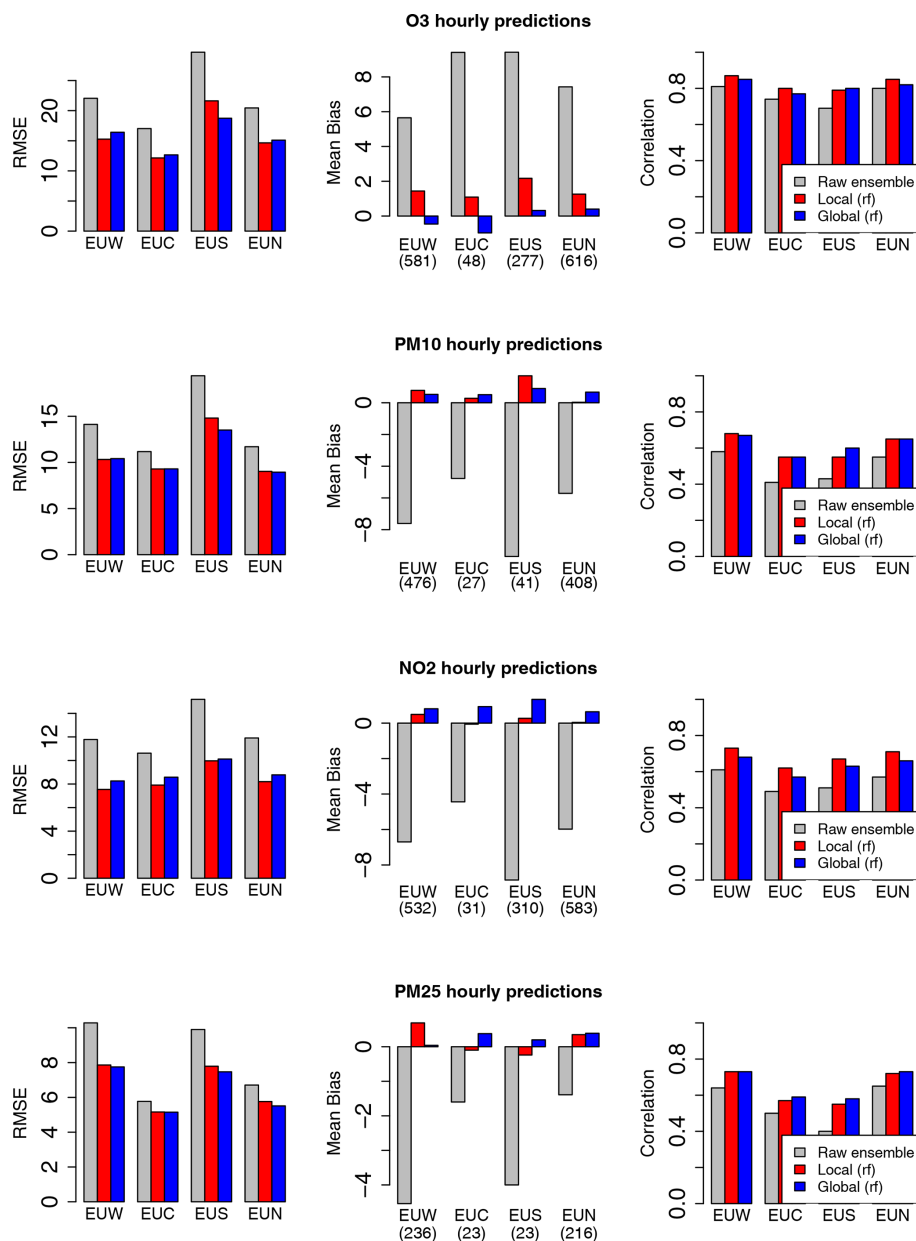 O3 hourly predictions
RMSE
0
10
20
EUW
EUC
EUS
EUN
Mean Bias
0
2
4
6
8
EUW
(581)
EUC
(48)
EUS
(277)
EUN
(616)
Correlation
0.0
0.4
0.8
EUW
EUC
EUS
EUN
Raw ensemble
Local (rf)
Global (rf)
PM10 hourly predictions
RMSE
0
5
10
15
EUW
EUC
EUS
EUN
Mean Bias
−8
−4
0
EUW
(476)
EUC
(27)
EUS
(41)
EUN
(408)
Correlation
0.0
0.4
0.8
EUW
EUC
EUS
EUN
Raw ensemble
Local (rf)
Global (rf)
NO2 hourly predictions
RMSE
0
4
8
12
EUW
EUC
EUS
EUN
Mean Bias
−8
−4
0
EUW
(532)
EUC
(31)
EUS
(310)
EUN
(583)
Correlation
0.0
0.4
0.8
EUW
EUC
EUS
EUN
Raw ensemble
Local (rf)
Global (rf)
PM25 hourly predictions
RMSE
0
2
4
6
8
EUW
EUC
EUS
EUN
Mean Bias
−4
−2
0
EUW
(236)
EUC
(23)
EUS
(23)
EUN
(216)
Correlation
0.0
0.4
0.8
EUW
EUC
EUS
EUN
Raw ensemble
Local (rf)
Global (rf)